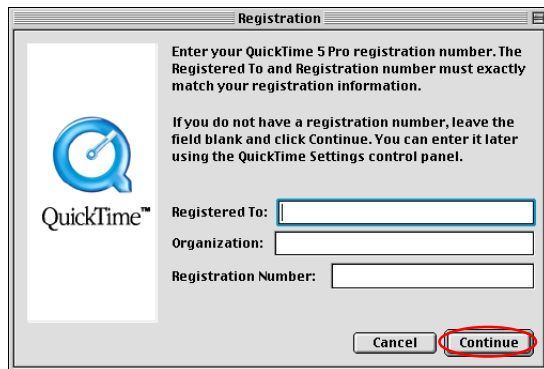 Registration
Enter your QuickTime 5 Pro registration number. The
Registered To and Registration number must exactly
match your registration information.
If you do not have a registration number, leave the
field blank and click Continue. You can enter it later
using the QuickTime Settings control panel.
QuickTime™
Registered To:
Organization:
Registration Number:
Cancel Continue